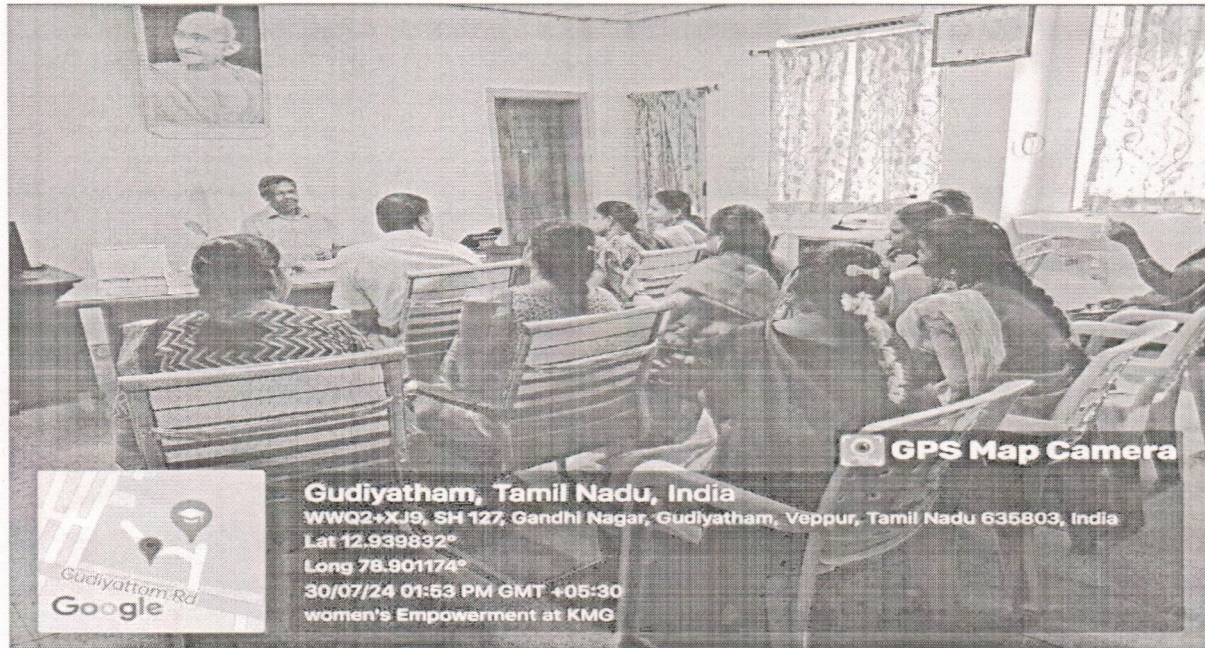 GPS Map Camera
Gudiyatham, Tamil Nadu, India
WWQ2+XJ9, SH 127, Gandhi Nagar, Gudiyatham, Veppur, Tamil Nadu 635803, India
Lat 12.939832°
Long 78.901174°
30/07/24 01:53 PM GMT +05:30
women's Empowerment at KMG
Gudiyattam Rd
Google